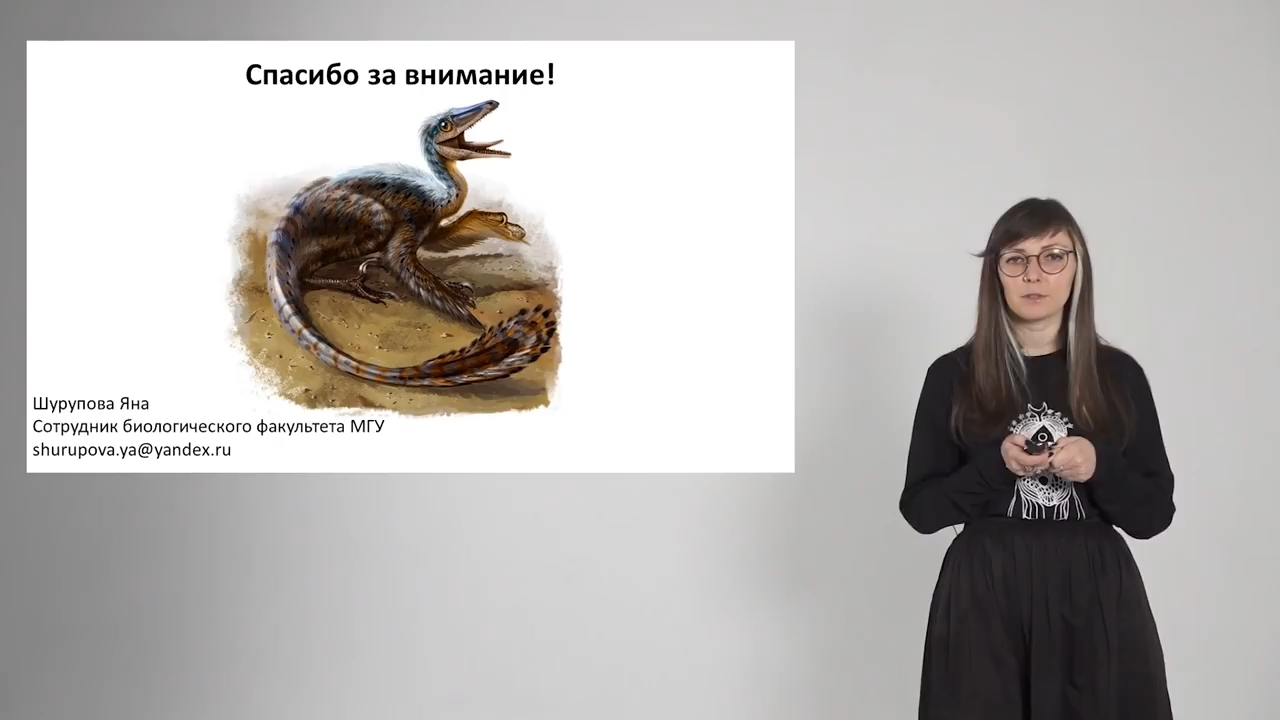 Спасибо за внимание!
Шурупова Яна
Сотрудник биологического факультета МГУ
shurupova.ya@yandex.ru